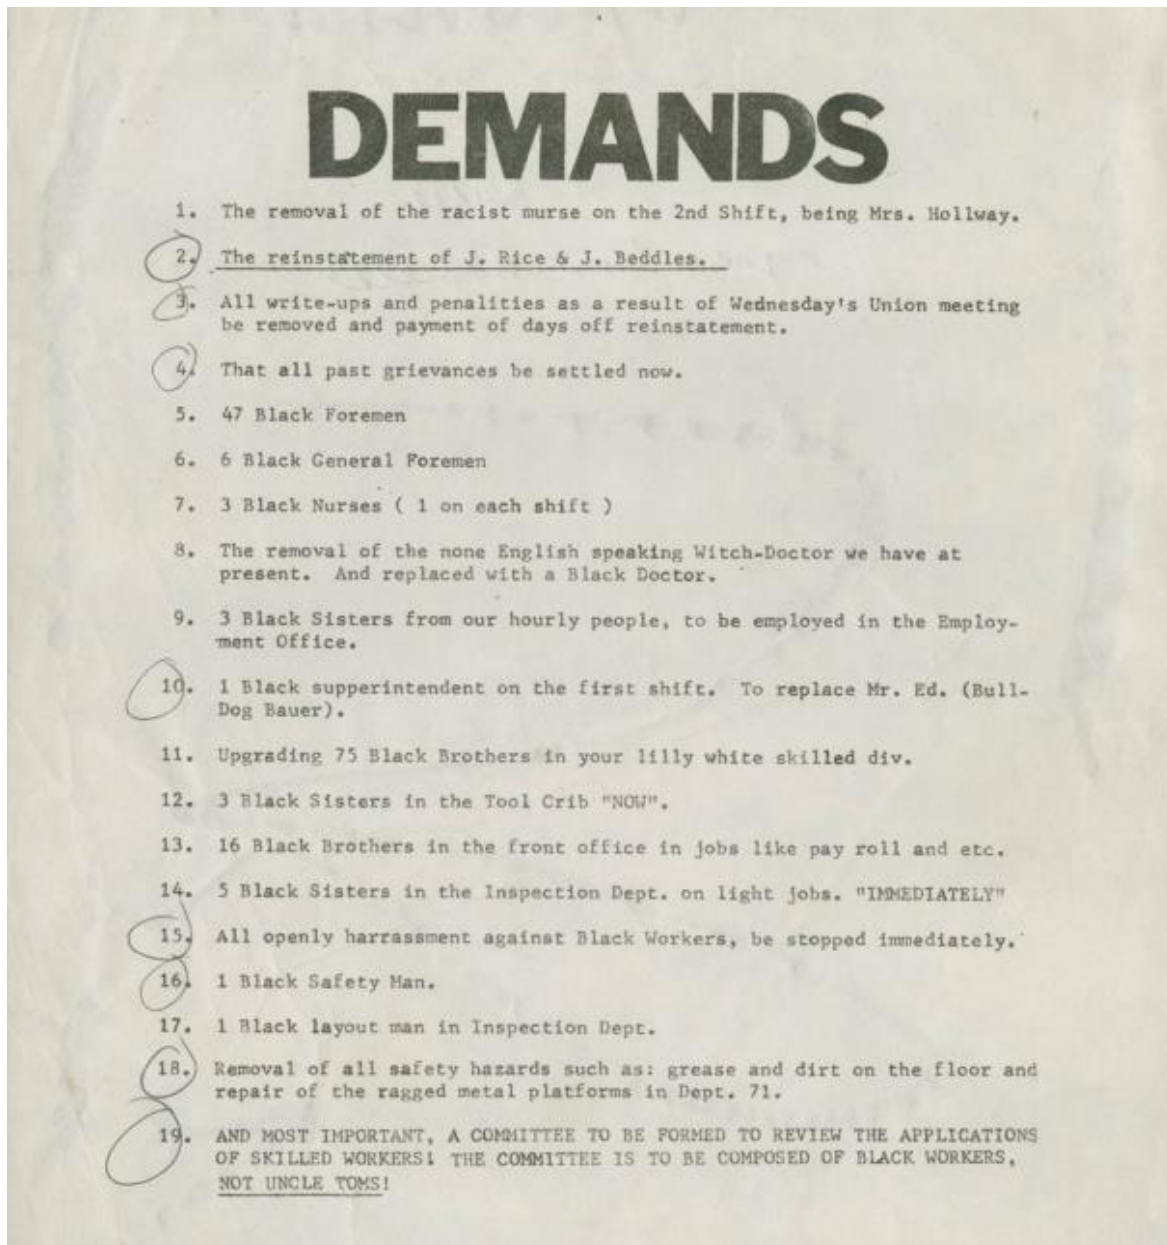 DEMANDS
1. The removal of the racist murse on the 2nd Shift, being Mrs. Hollway.
2. The reinstatement of J. Rice & J. Beddles.
3. All write-ups and penalities as a result of Wednesday's Union meeting
be removed and payment of days off reinstatement.
4. That all past grievances be settled now.
5. 47 Black Foremen
6. 6 Black General Foremen
7. 3 Black Nurses ( 1 on each shift )
8. The removal of the none English speaking Witch-Doctor we have at
present. And replaced with a Black Doctor.
9. 3 Black Sisters from our hourly people, to be employed in the Employ-
ment Office.
10. 1 Black supperintendent on the first shift. To replace Mr. Ed. (Bull-
Dog Bauer).
11. Upgrading 75 Black Brothers in your lilly white skilled div.
12. 3 Black Sisters in the Tool Crib "NOW".
13. 16 Black Brothers in the front office in jobs like pay roll and etc.
14. 5 Black Sisters in the Inspection Dept. on light jobs. "IMMEDIATELY"
15. All openly harrassment against Black Workers, be stopped immediately.
16. 1 Black Safety Man.
17. 1 Black layout man in Inspection Dept.
18. Removal of all safety hazards such as: grease and dirt on the floor and
repair of the ragged metal platforms in Dept. 71.
19. AND MOST IMPORTANT, A COMMITTEE TO BE FORMED TO REVIEW THE APPLICATIONS
OF SKILLED WORKERS! THE COMMITTEE IS TO BE COMPOSED OF BLACK WORKERS,
NOT UNCLE TOMS!